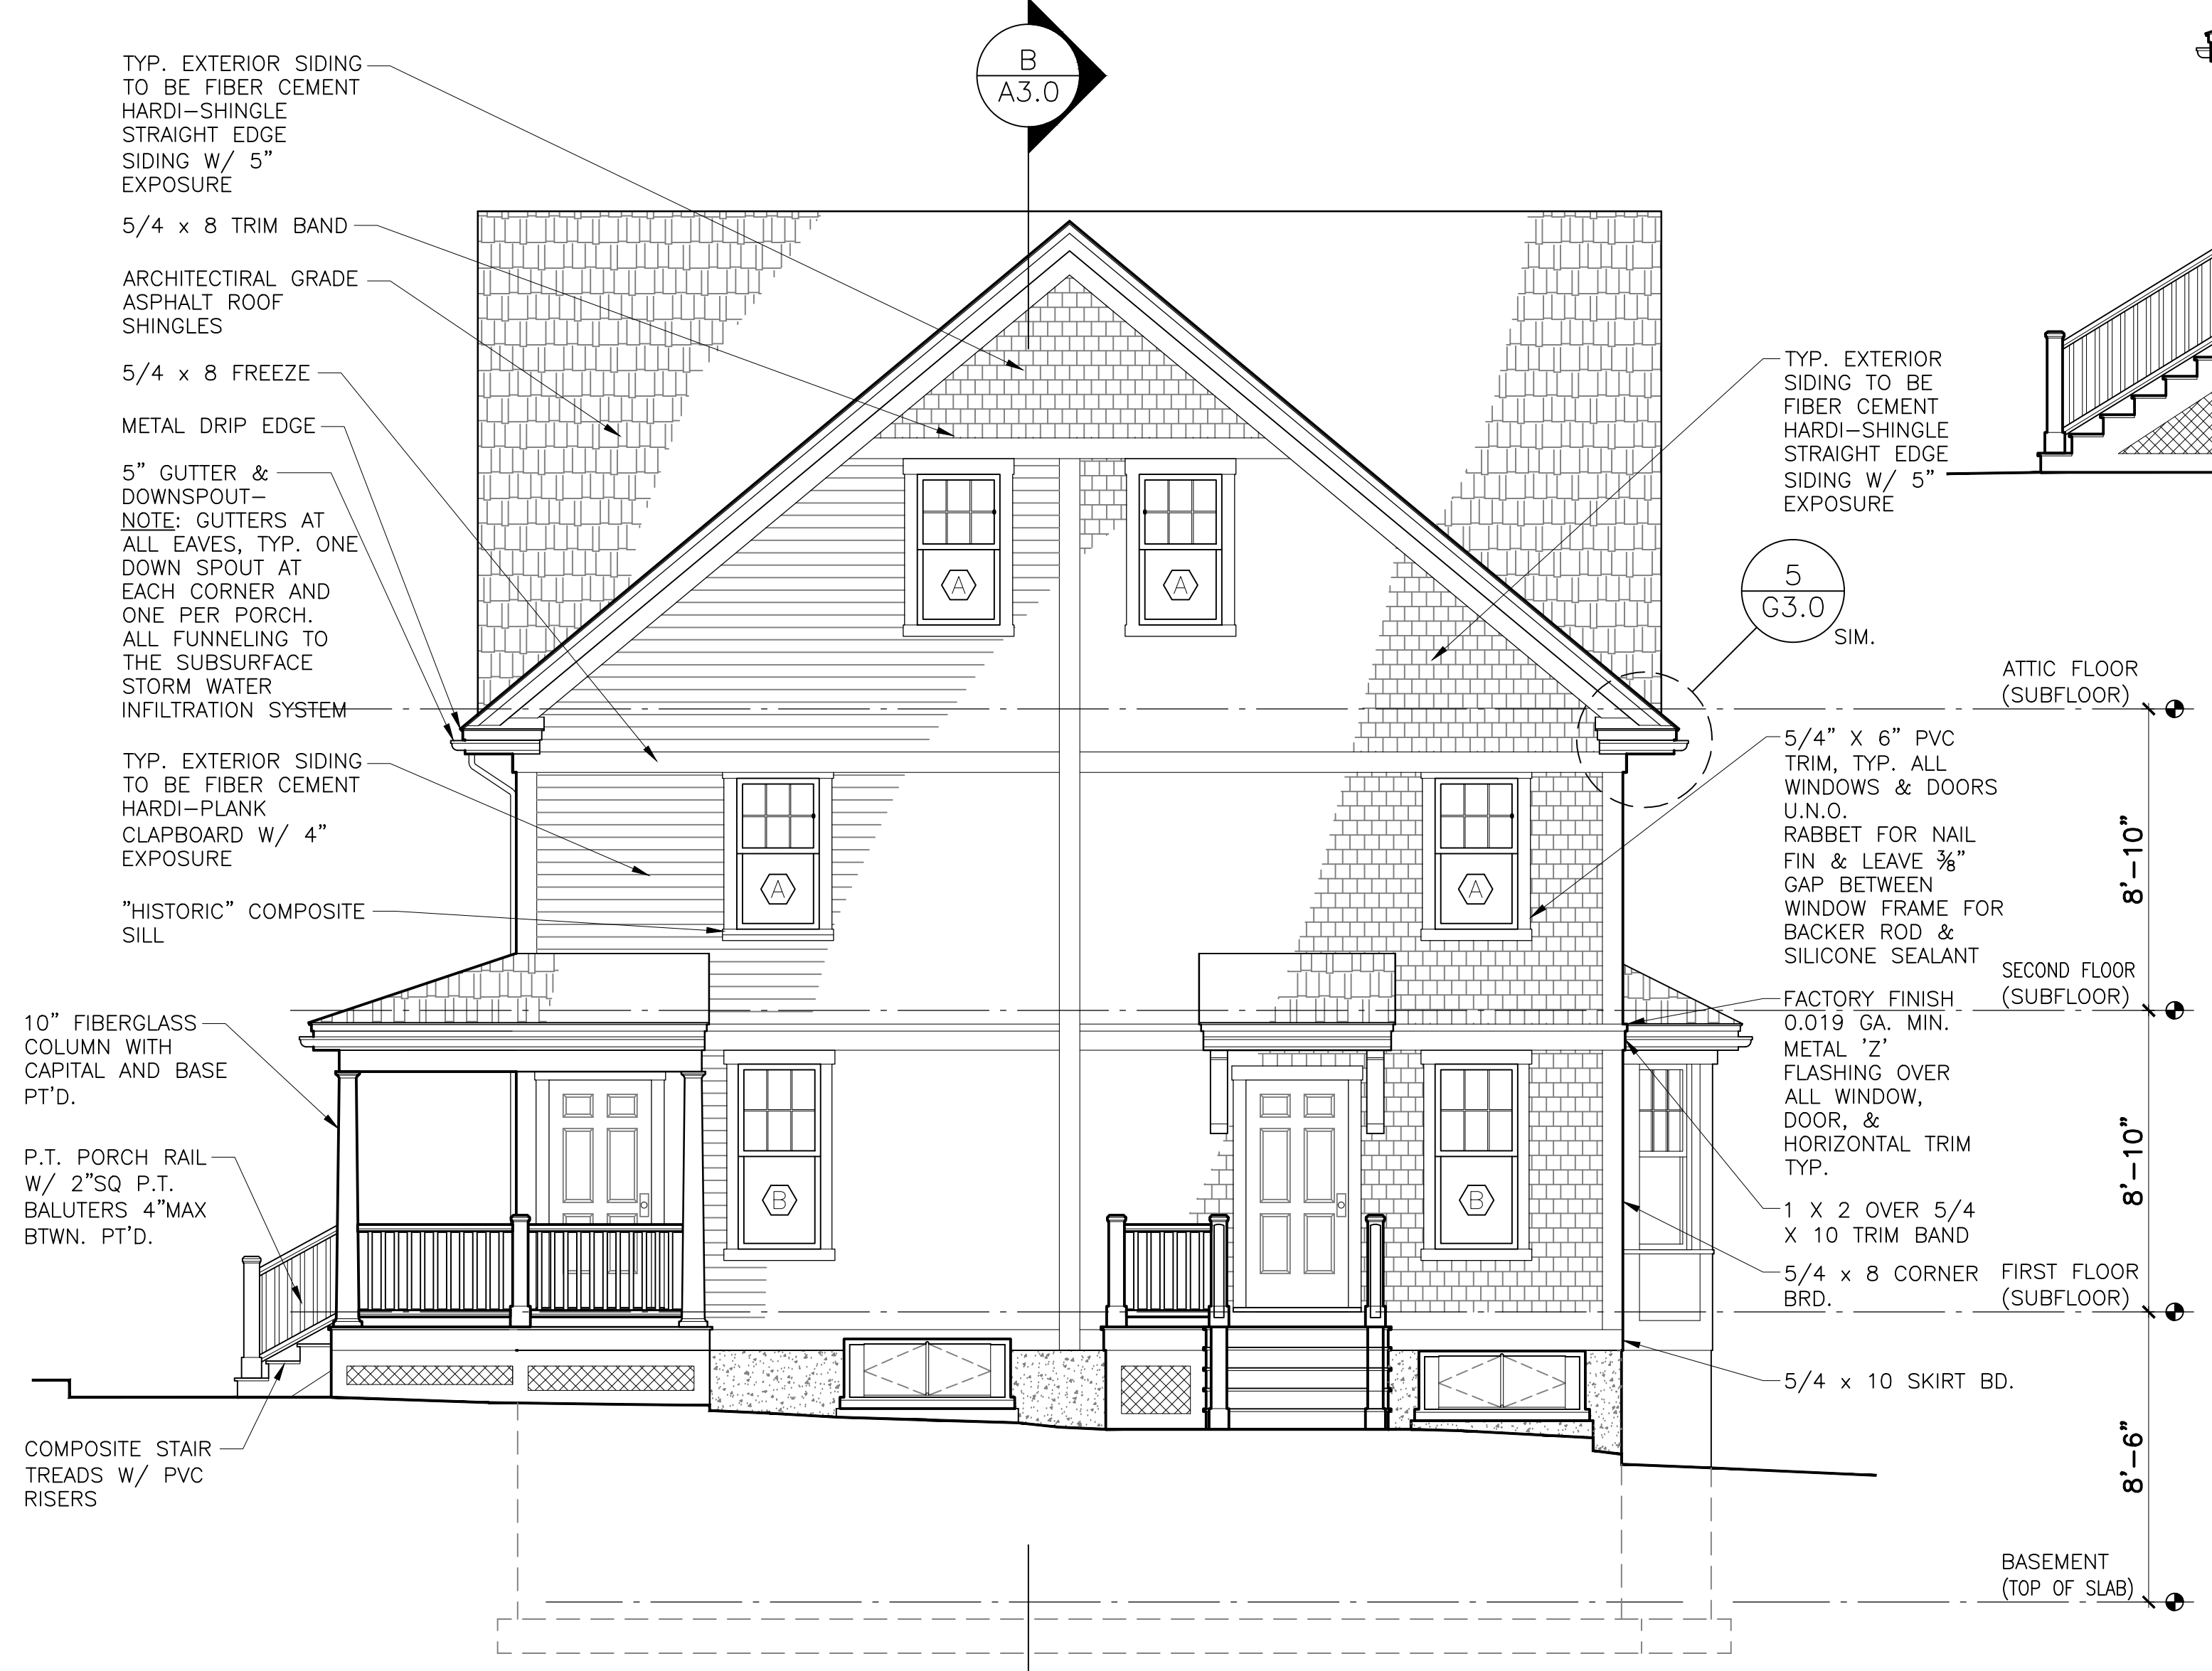 B
A3.0
TYP. EXTERIOR SIDING
TO BE FIBER CEMENT
HARDI-SHINGLE
STRAIGHT EDGE
SIDING W/ 5"
EXPOSURE
5/4 x 8 TRIM BAND
ARCHITECTIRAL GRADE
ASPHALT ROOF
SHINGLES
5/4 x 8 FREEZE
METAL DRIP EDGE
5" GUTTER &
DOWNSPOUT-
NOTE: GUTTERS AT
ALL EAVES, TYP. ONE
DOWN SPOUT AT
EACH CORNER AND
ONE PER PORCH.
ALL FUNNELING TO
THE SUBSURFACE
STORM WATER
INFILTRATION SYSTEM
TYP. EXTERIOR SIDING
TO BE FIBER CEMENT
HARDI-PLANK
CLAPBOARD W/ 4"
EXPOSURE
"HISTORIC" COMPOSITE
SILL
10" FIBERGLASS
COLUMN WITH
CAPITAL AND BASE
PT'D.
P.T. PORCH RAIL
W/ 2"SQ P.T.
BALUTERS 4"MAX
BTWN. PT'D.
COMPOSITE STAIR
TREADS W/ PVC
RISERS
A
A
A
A
B
B
TYP. EXTERIOR
SIDING TO BE
FIBER CEMENT
HARDI-SHINGLE
STRAIGHT EDGE
SIDING W/ 5"
EXPOSURE
5
G3.0
SIM.
5/4" X 6" PVC
TRIM, TYP. ALL
WINDOWS & DOORS
U.N.O.
RABBET FOR NAIL
FIN & LEAVE ⅜"
GAP BETWEEN
WINDOW FRAME FOR
BACKER ROD &
SILICONE SEALANT
FACTORY FINISH
0.019 GA. MIN.
METAL 'Z'
FLASHING OVER
ALL WINDOW,
DOOR, &
HORIZONTAL TRIM
TYP.
1 X 2 OVER 5/4
X 10 TRIM BAND
5/4 x 8 CORNER
BRD.
5/4 x 10 SKIRT BD.
ATTIC FLOOR
(SUBFLOOR)
8'-10"
SECOND FLOOR
(SUBFLOOR)
8'-10"
FIRST FLOOR
(SUBFLOOR)
8'-6"
BASEMENT
(TOP OF SLAB)